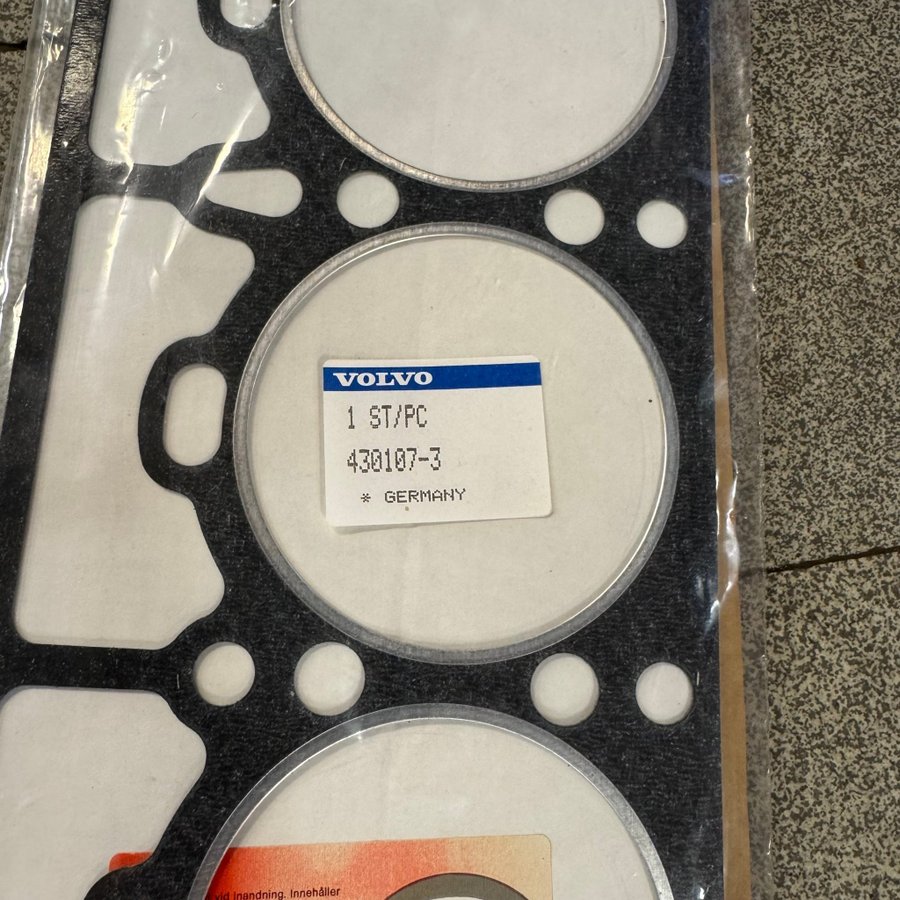 VOLVO
1 ST/PC
430107-3
* GERMANY
vid inandning. Innehåller